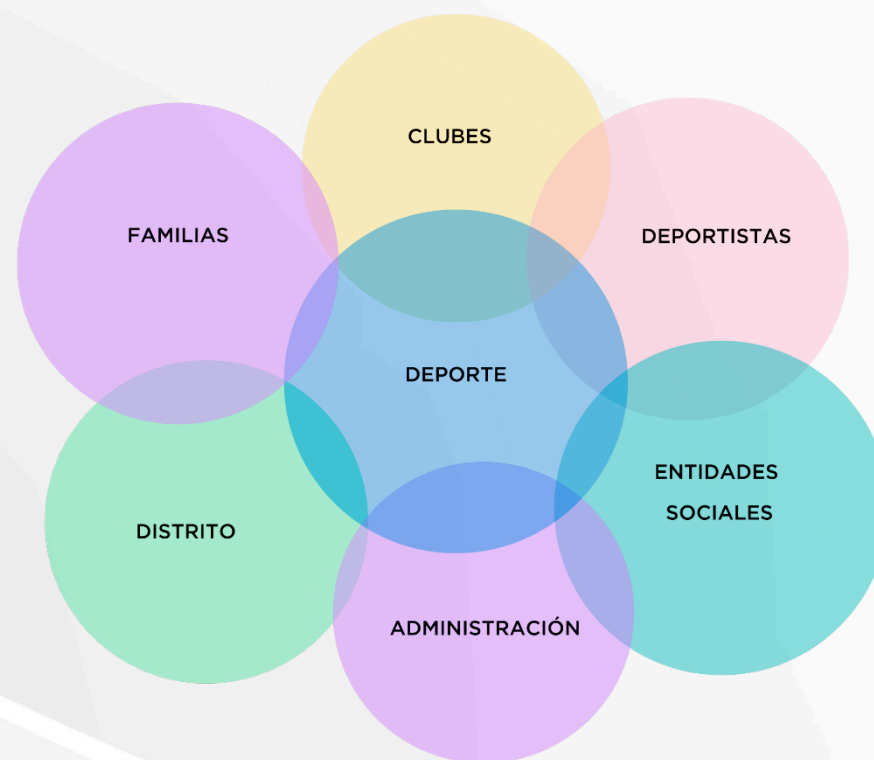 CLUBES
FAMILIAS
DEPORTISTAS
DEPORTE
ENTIDADES
SOCIALES
DISTRITO
ADMINISTRACIÓN